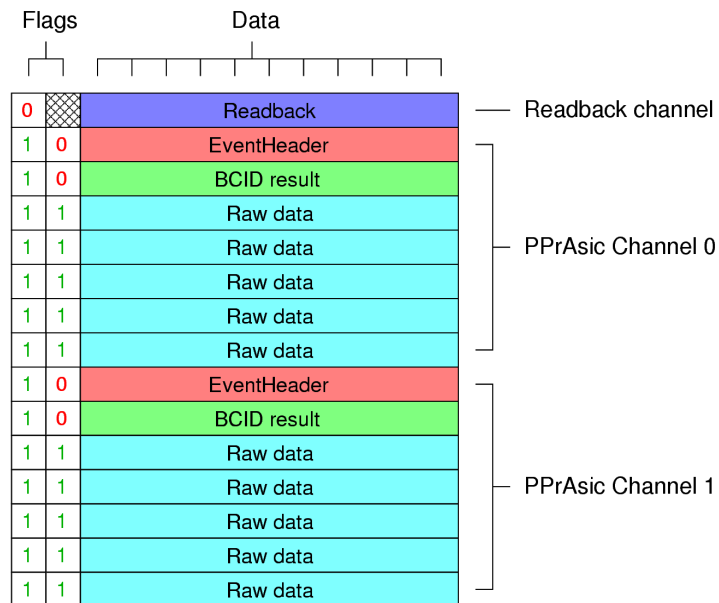 Flags Data
0 Readback Readback channel
1 0 EventHeader
1 0 BCID result
1 1 Raw data
1 1 Raw data PPrAsic Channel 0
1 1 Raw data
1 1 Raw data
1 1 Raw data
1 0 EventHeader
1 0 BCID result
1 1 Raw data
1 1 Raw data PPrAsic Channel 1
1 1 Raw data
1 1 Raw data
1 1 Raw data